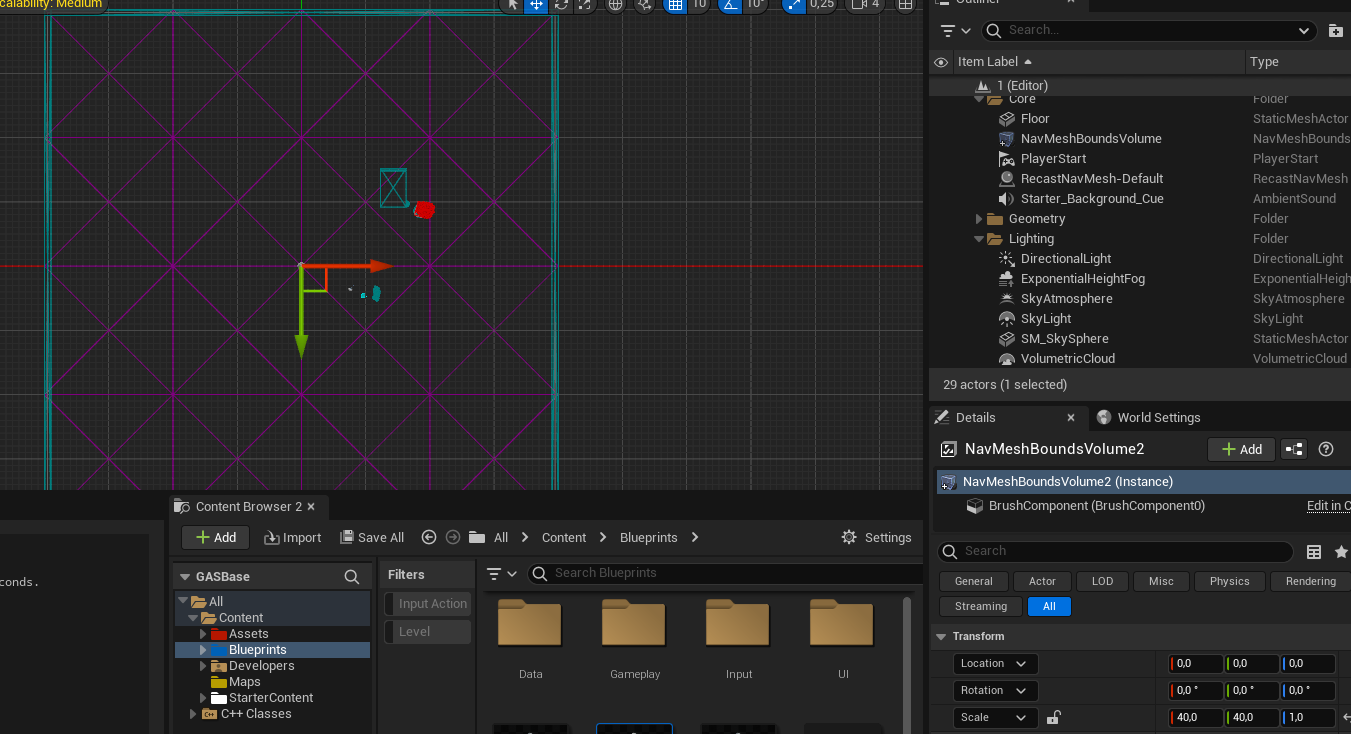 calability: Medium
10
10°
0,25
4
Outliner
Search...
Item Label
Type
1 (Editor)
Core
Folder
Floor
StaticMeshActor
NavMeshBoundsVolume
NavMeshBounds
PlayerStart
PlayerStart
RecastNavMesh-Default
RecastNavMesh
Starter_Background_Cue
AmbientSound
Geometry
Folder
Lighting
Folder
DirectionalLight
DirectionalLight
ExponentialHeightFog
ExponentialHeigh
SkyAtmosphere
SkyAtmosphere
SkyLight
SkyLight
SM_SkySphere
StaticMeshActor
VolumetricCloud
VolumetricCloud
29 actors (1 selected)
Details
World Settings
NavMeshBoundsVolume2
Add
NavMeshBoundsVolume2 (Instance)
BrushComponent (BrushComponent0)
Edit in C
Search
General
Actor
LOD
Misc
Physics
Rendering
Streaming
All
Transform
Location
0,0
0,0
0,0
Rotation
0,0 °
0,0 °
0,0 °
Scale
40,0
40,0
1,0
conds.
Content Browser 2
Add
Import
Save All
All
Content
Blueprints
Settings
GASBase
All
Content
Assets
Blueprints
Developers
Maps
StarterContent
C++ Classes
Filters
Input Action
Level
Search Blueprints
Data
Gameplay
Input
UI